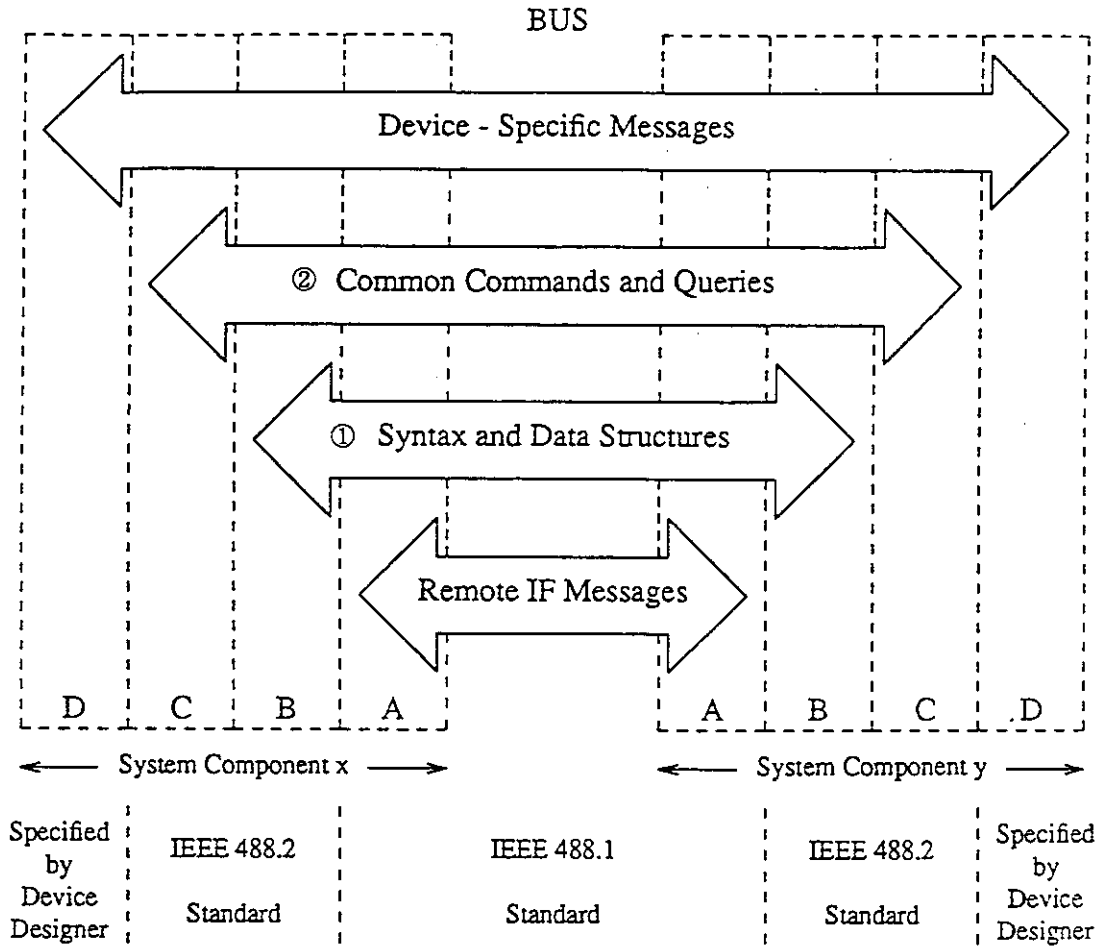 BUS
Device - Specific Messages
② Common Commands and Queries
① Syntax and Data Structures
Remote IF Messages
D C B A A B C D
System Component x System Component y
Specified
by
Device
Designer
IEEE 488.2
Standard
IEEE 488.1
Standard
IEEE 488.2
Standard
Specified
by
Device
Designer